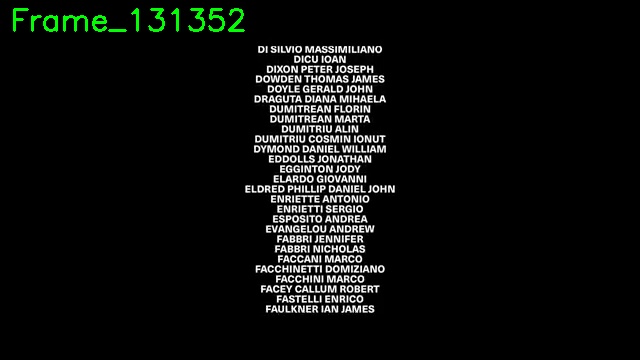 Frame_131352
DI SILVIO MASSIMILIANO
DICU IOAN
DIXON PETER JOSEPH
DOWDEN THOMAS JAMES
DOYLE GERALD JOHN
DRAGUTA DIANA MIHAELA
DUMITREAN FLORIN
DUMITREAN MARTA
DUMITRIU ALIN
DUMITRIU COSMIN IONUT
DYMOND DANIEL WILLIAM
EDDOLLS JONATHAN
EGGINTON JODY
ELARDO GIOVANNI
ELDRED PHILLIP DANIEL JOHN
ENRIETTE ANTONIO
ENRIETTI SERGIO
ESPOSITO ANDREA
EVANGELOU ANDREW
FABBRI JENNIFER
FABBRI NICHOLAS
FACCANI MARCO
FACCHINETTI DOMIZIANO
FACCHINI MARCO
FACEY CALLUM ROBERT
FASTELLI ENRICO
FAULKNER IAN JAMES